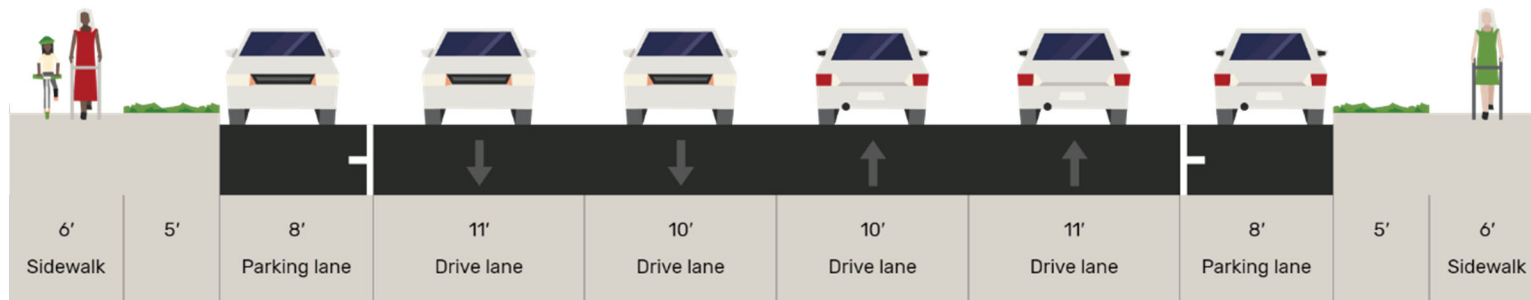 6′ 5′ 8′ 11′ 10′ 10′ 11′ 8′ 5′ 6′
Sidewalk Parking lane Drive lane Drive lane Drive lane Drive lane Parking lane Sidewalk